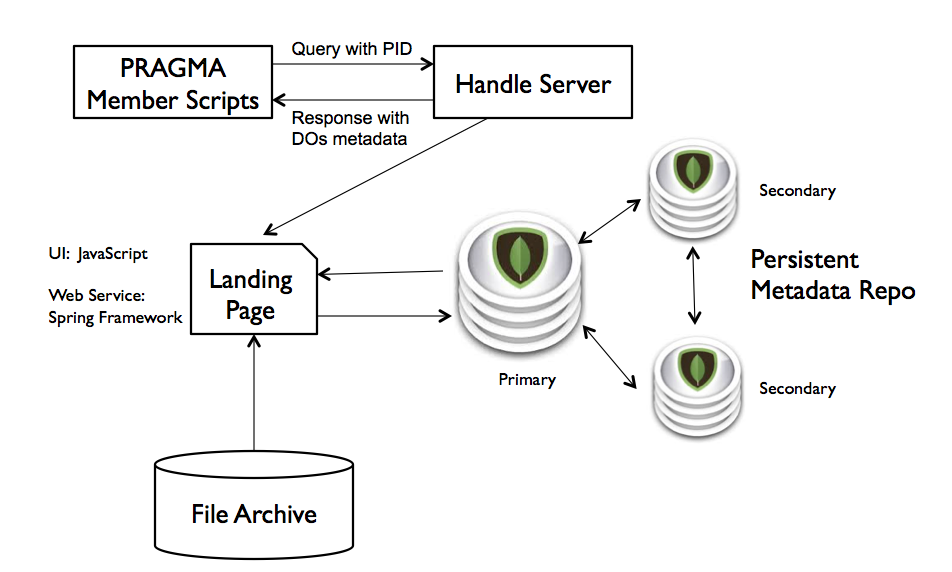 PRAGMA
Member Scripts
Query with PID
Handle Server
Response with
DOs metadata
Secondary
UI: JavaScript
Landing
Page
Web Service:
Spring Framework
Persistent
Metadata Repo
Primary
Secondary
File Archive